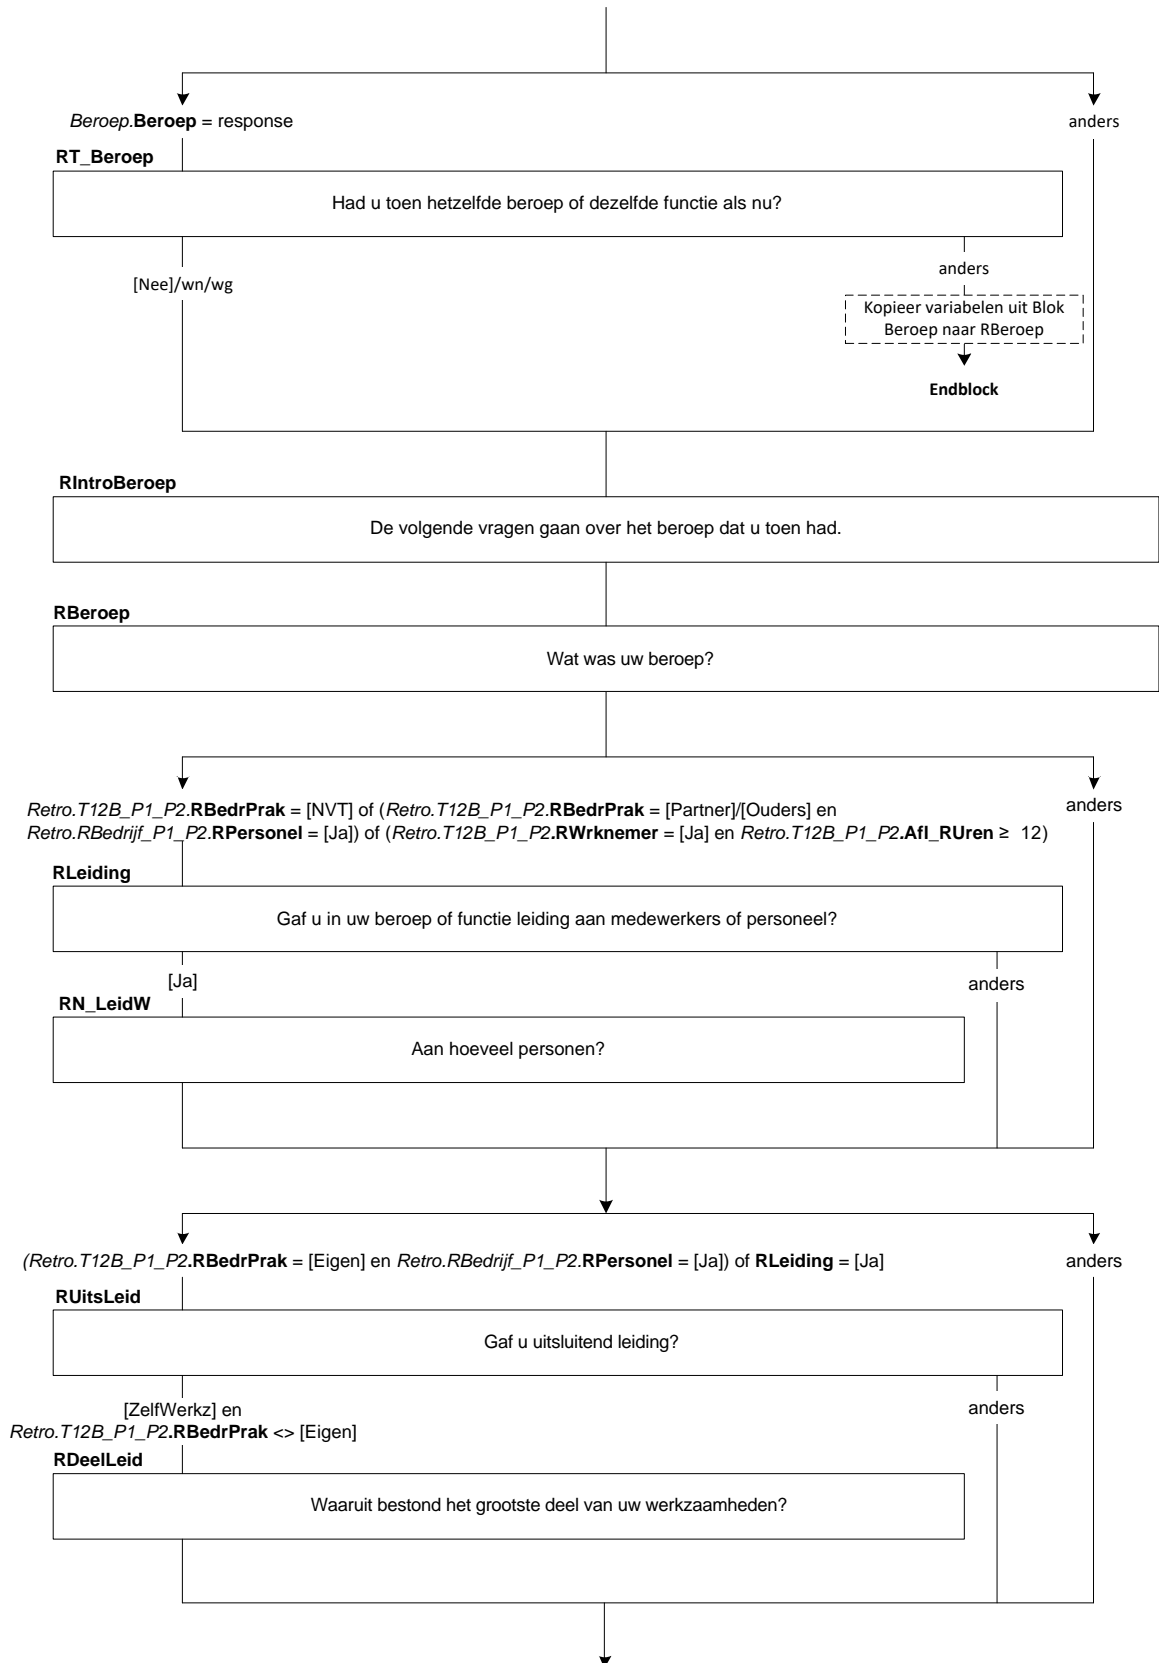 Beroep.Beroep = response
anders
RT_Beroep
Had u toen hetzelfde beroep of dezelfde functie als nu?
[Nee]/wn/wg
anders
Kopieer variabelen uit Blok
Beroep naar RBeroep
Endblock
RIntroBeroep
De volgende vragen gaan over het beroep dat u toen had.
RBeroep
Wat was uw beroep?
Retro.T12B_P1_P2.RBedrPrak = [NVT] of (Retro.T12B_P1_P2.RBedrPrak = [Partner]/[Ouders] en
Retro.RBedrijf_P1_P2.RPersonel = [Ja]) of (Retro.T12B_P1_P2.RWrknemer = [Ja] en Retro.T12B_P1_P2.Afl_RUren ≥ 12)
anders
RLeiding
Gaf u in uw beroep of functie leiding aan medewerkers of personeel?
[Ja]
anders
RN_LeidW
Aan hoeveel personen?
(Retro.T12B_P1_P2.RBedrPrak = [Eigen] en Retro.RBedrijf_P1_P2.RPersonel = [Ja]) of RLeiding = [Ja]
anders
RUitsLeid
Gaf u uitsluitend leiding?
[ZelfWerkz] en
Retro.T12B_P1_P2.RBedrPrak <> [Eigen]
anders
RDeelLeid
Waaruit bestond het grootste deel van uw werkzaamheden?